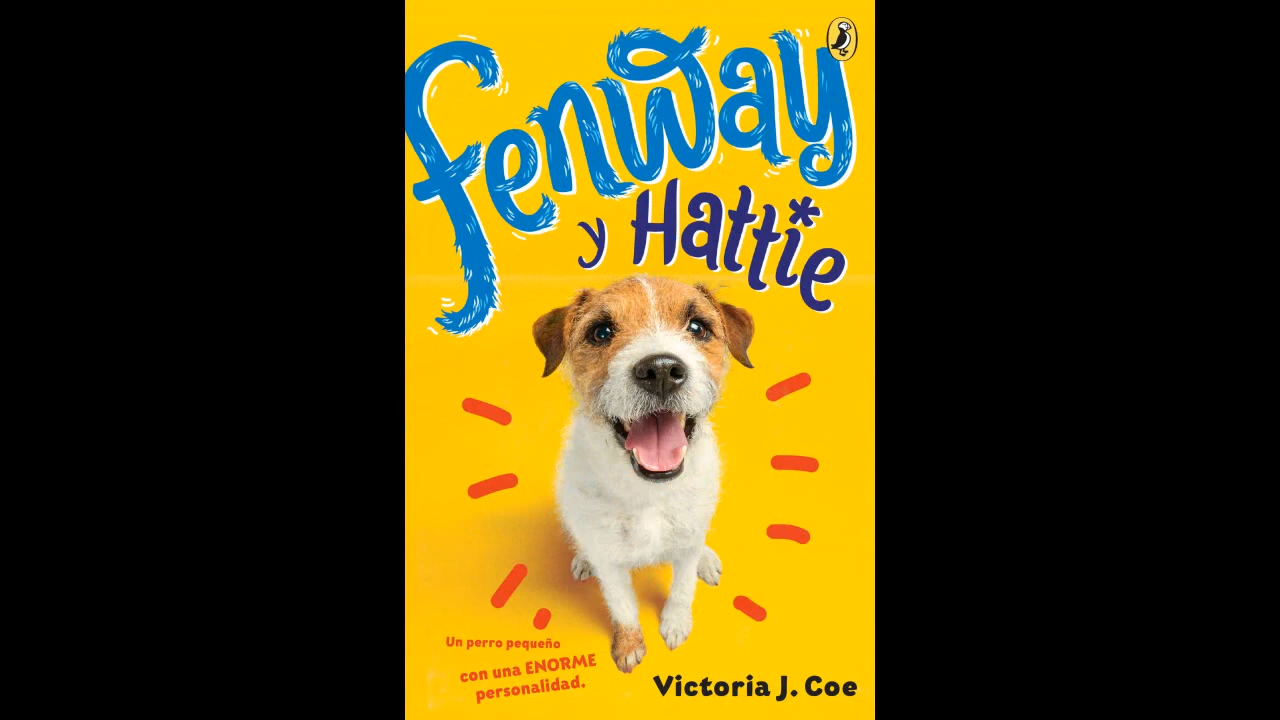 fenway
y Hattie
Un perro pequeño
con una ENORME
personalidad.
Victoria J. Coe